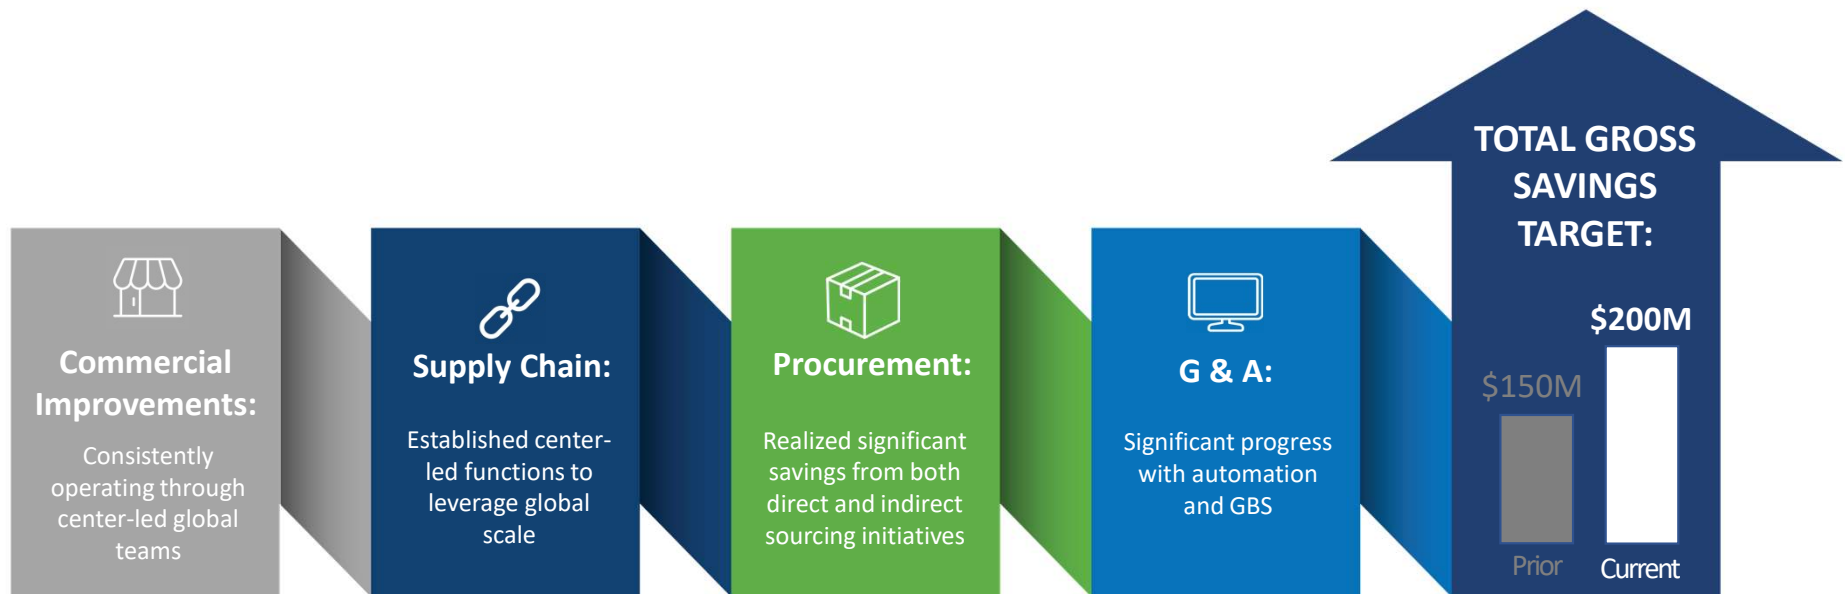 Commercial
Improvements:
Consistently
operating through
center-led global
teams
Supply Chain:
Established center-
led functions to
leverage global
scale
Procurement:
Realized significant
savings from both
direct and indirect
sourcing initiatives
G & A:
Significant progress
with automation
and GBS
TOTAL GROSS
SAVINGS
TARGET:
$150M
Prior
$200M
Current